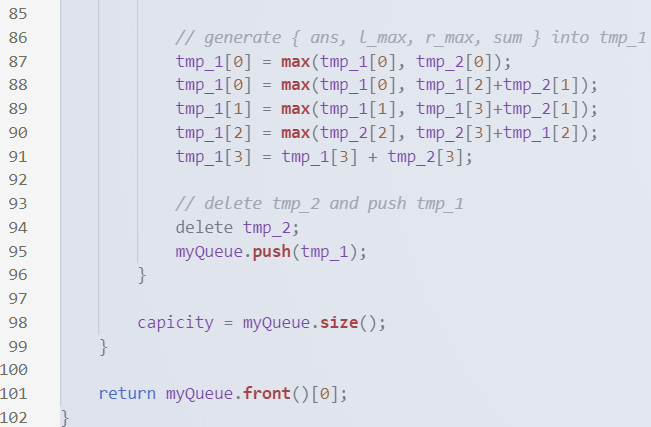 85
86 // generate { ans, l_max, r_max, sum } into tmp_1
87 tmp_1[0] = max(tmp_1[0], tmp_2[0]);
88 tmp_1[0] = max(tmp_1[0], tmp_1[2]+tmp_2[1]);
89 tmp_1[1] = max(tmp_1[1], tmp_1[3]+tmp_2[1]);
90 tmp_1[2] = max(tmp_2[2], tmp_2[3]+tmp_1[2]);
91 tmp_1[3] = tmp_1[3] + tmp_2[3];
92
93 // delete tmp_2 and push tmp_1
94 delete tmp_2;
95 myQueue.push(tmp_1);
96 }
97
98 capicity = myQueue.size();
99 }
100
101 return myQueue.front()[0];
102 }